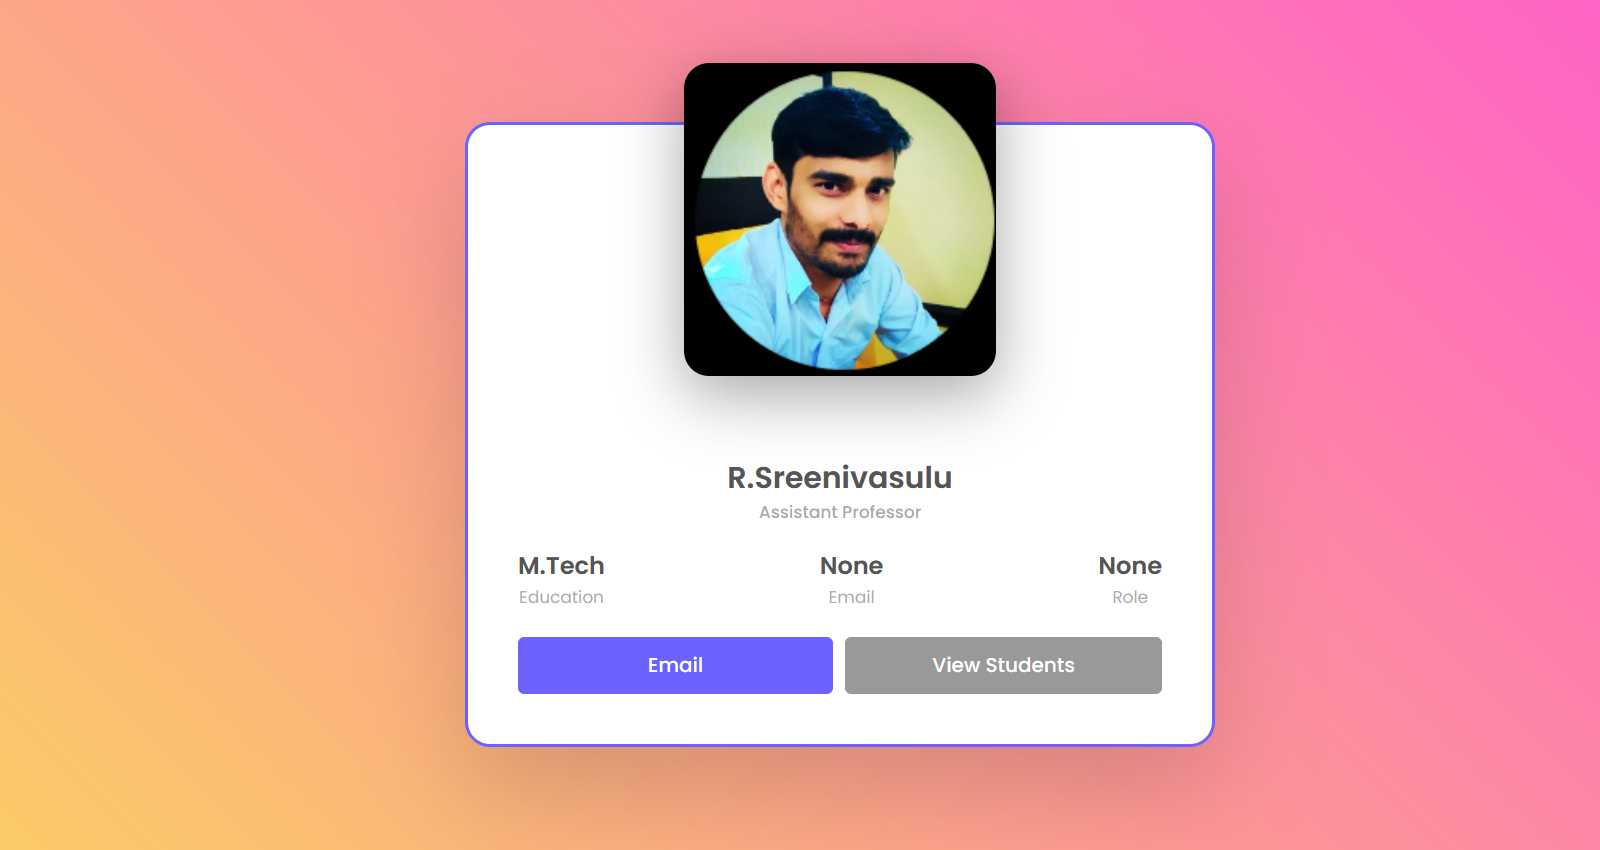 R.Sreenivasulu
Assistant Professor
M.Tech
Education
None
Email
None
Role
Email
View Students